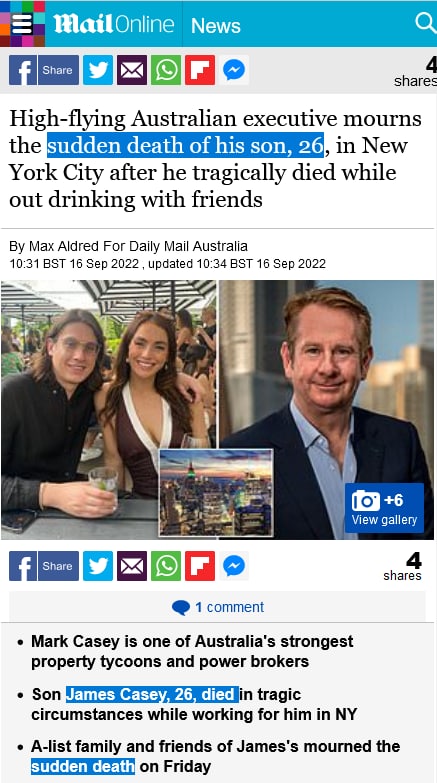 MailOnline News
Share
4
shares
High-flying Australian executive mourns
the sudden death of his son, 26, in New
York City after he tragically died while
out drinking with friends
By Max Aldred For Daily Mail Australia
10:31 BST 16 Sep 2022 , updated 10:34 BST 16 Sep 2022
+6
View gallery
Share
4
shares
1 comment
• Mark Casey is one of Australia's strongest
property tycoons and power brokers
• Son James Casey, 26, died in tragic
circumstances while working for him in NY
• A-list family and friends of James's mourned the
sudden death on Friday